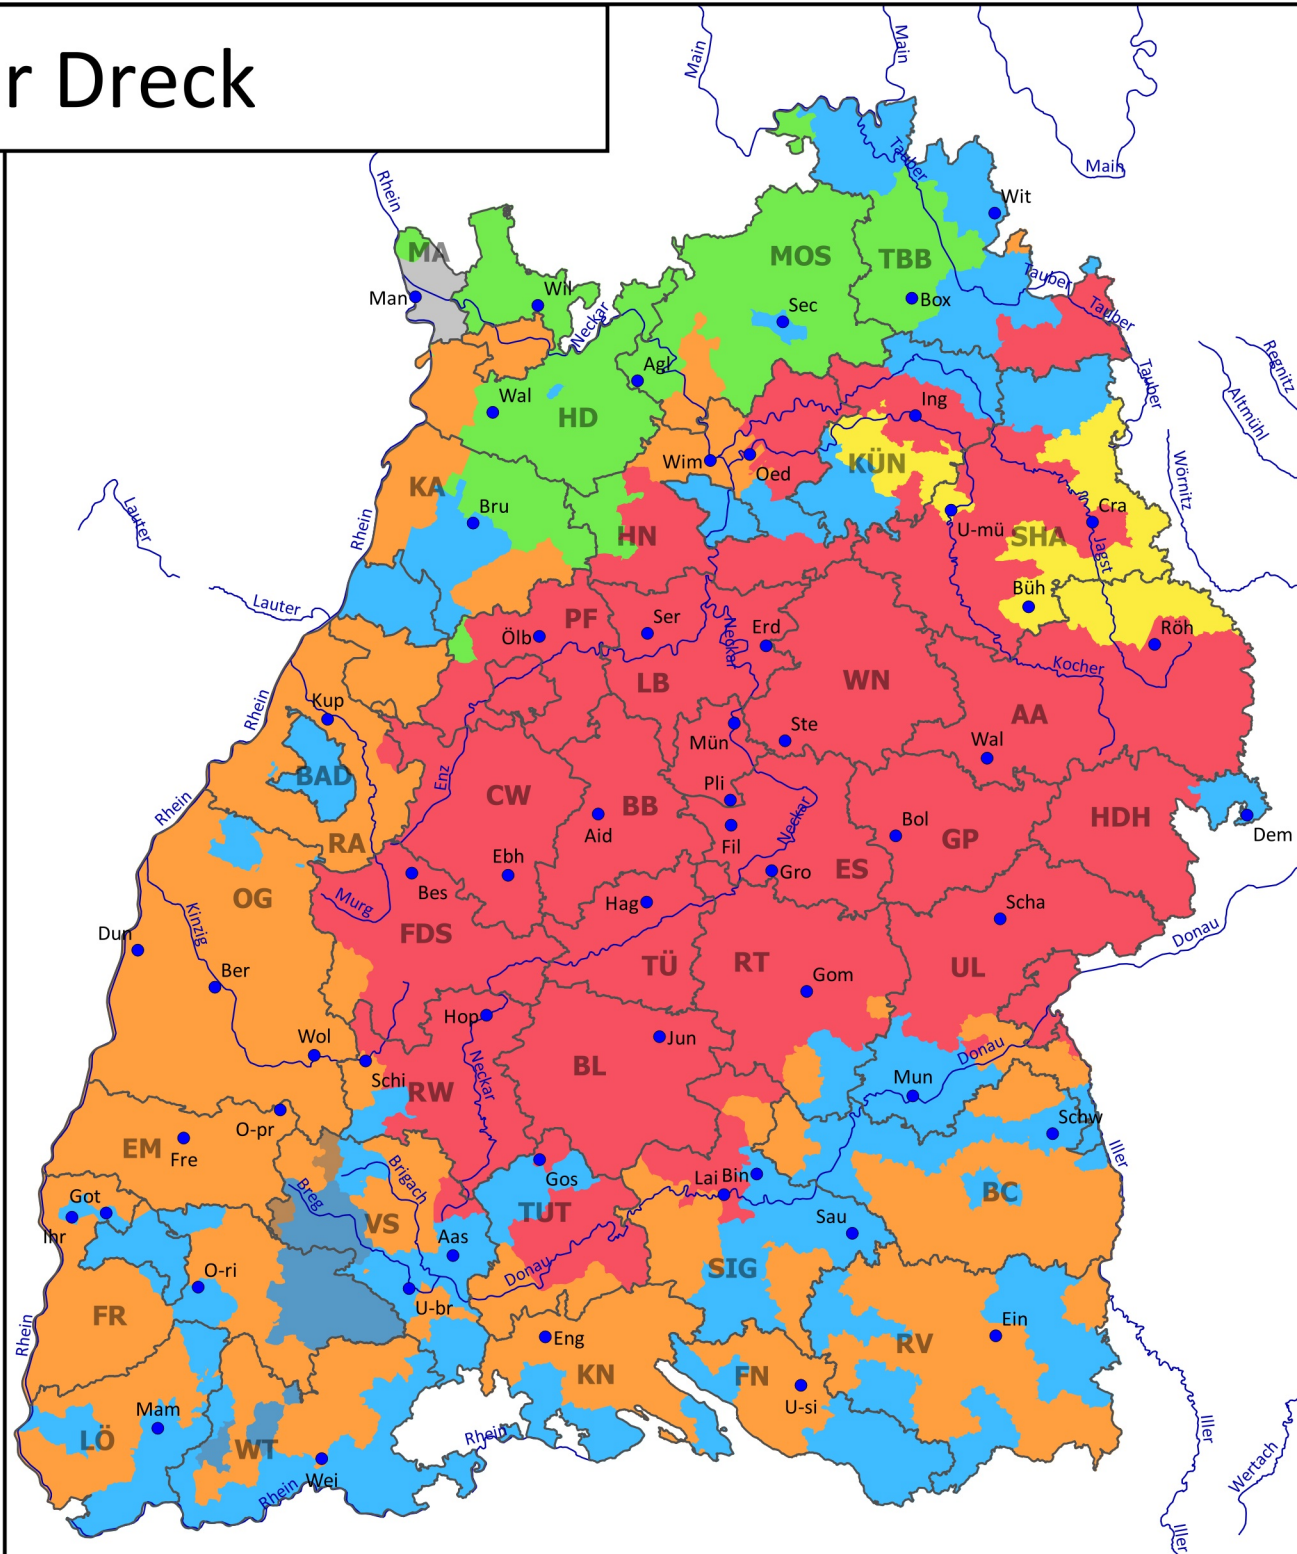 r Dreck
Main
Main
Main
Tauber
Rhein
Wit
MA
MOS
TBB
Tauber
Man
Wil
Neckar
Sec
Box
Tauber
Regnitz
Agl
Tauber
Altmühl
Wal
HD
Ing
Wim
Oed
KÜN
Wörnitz
KA
Bru
Lauter
Rhein
HN
U-mü
SHA
Cra
Jagst
Lauter
Büh
PF
Ser
Ölb
Neckar
Erd
Röh
Kocher
LB
WN
Rhein
Kup
AA
Mün
Ste
Wal
BAD
Enz
CW
Pli
BB
Neckar
HDH
Rhein
Aid
Fil
Bol
GP
Dem
RA
Ebh
Gro
ES
Bes
OG
Murg
Hag
Scha
Kinzig
Dun
FDS
Donau
TÜ
RT
UL
Ber
Gom
Hop
Wol
Jun
Donau
Schi
Neckar
BL
Mun
RW
Schw
O-pr
EM
Fre
Iller
Brigach
Gos
Lai
Bin
Breg
BC
Got
Ihr
VS
TUT
Sau
Aas
O-ri
Donau
SIG
U-br
FR
Ein
Rhein
Eng
RV
KN
FN
U-si
Mam
LÖ
WT
Rhein
Iller
Wei
Rhein
Wertach
Iller